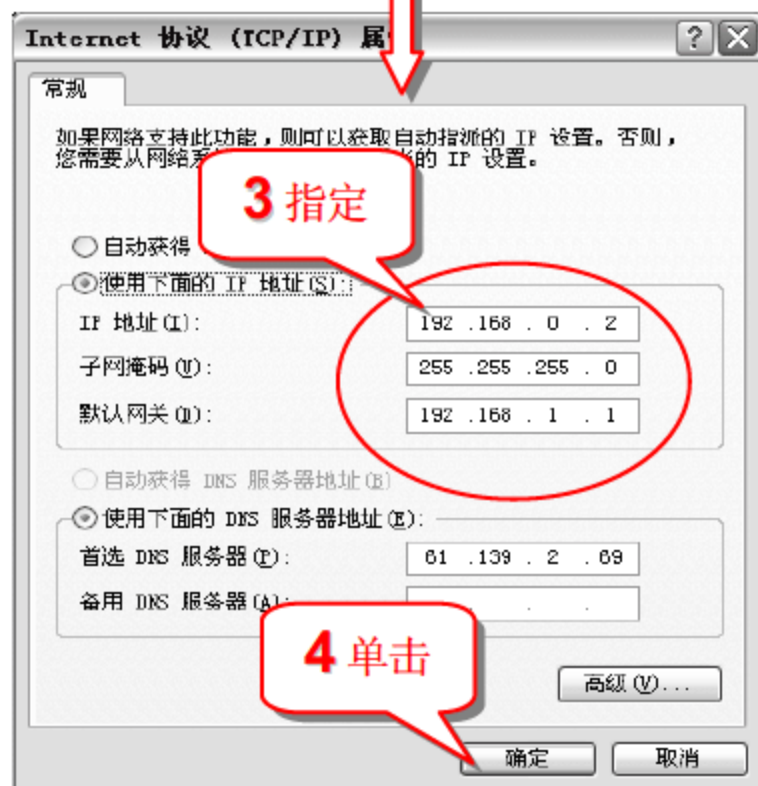 Internet 协议 (TCP/IP) 属
常规
如果网络支持此功能，则可以获取自动指派的 IP 设置。否则，
您需要从网络系 的 IP 设置。
3 指定
自动获得
使用下面的 IP 地址(S):
IP 地址(I): 192 .168 . 0 . 2
子网掩码(U): 255 .255 .255 . 0
默认网关(D): 192 .168 . 1 . 1
自动获得 DNS 服务器地址(B)
使用下面的 DNS 服务器地址(E):
首选 DNS 服务器(P): 61 .139 . 2 . 69
备用 DNS 服务器(A): . . .
4 单击
高级(V)...
确定 取消